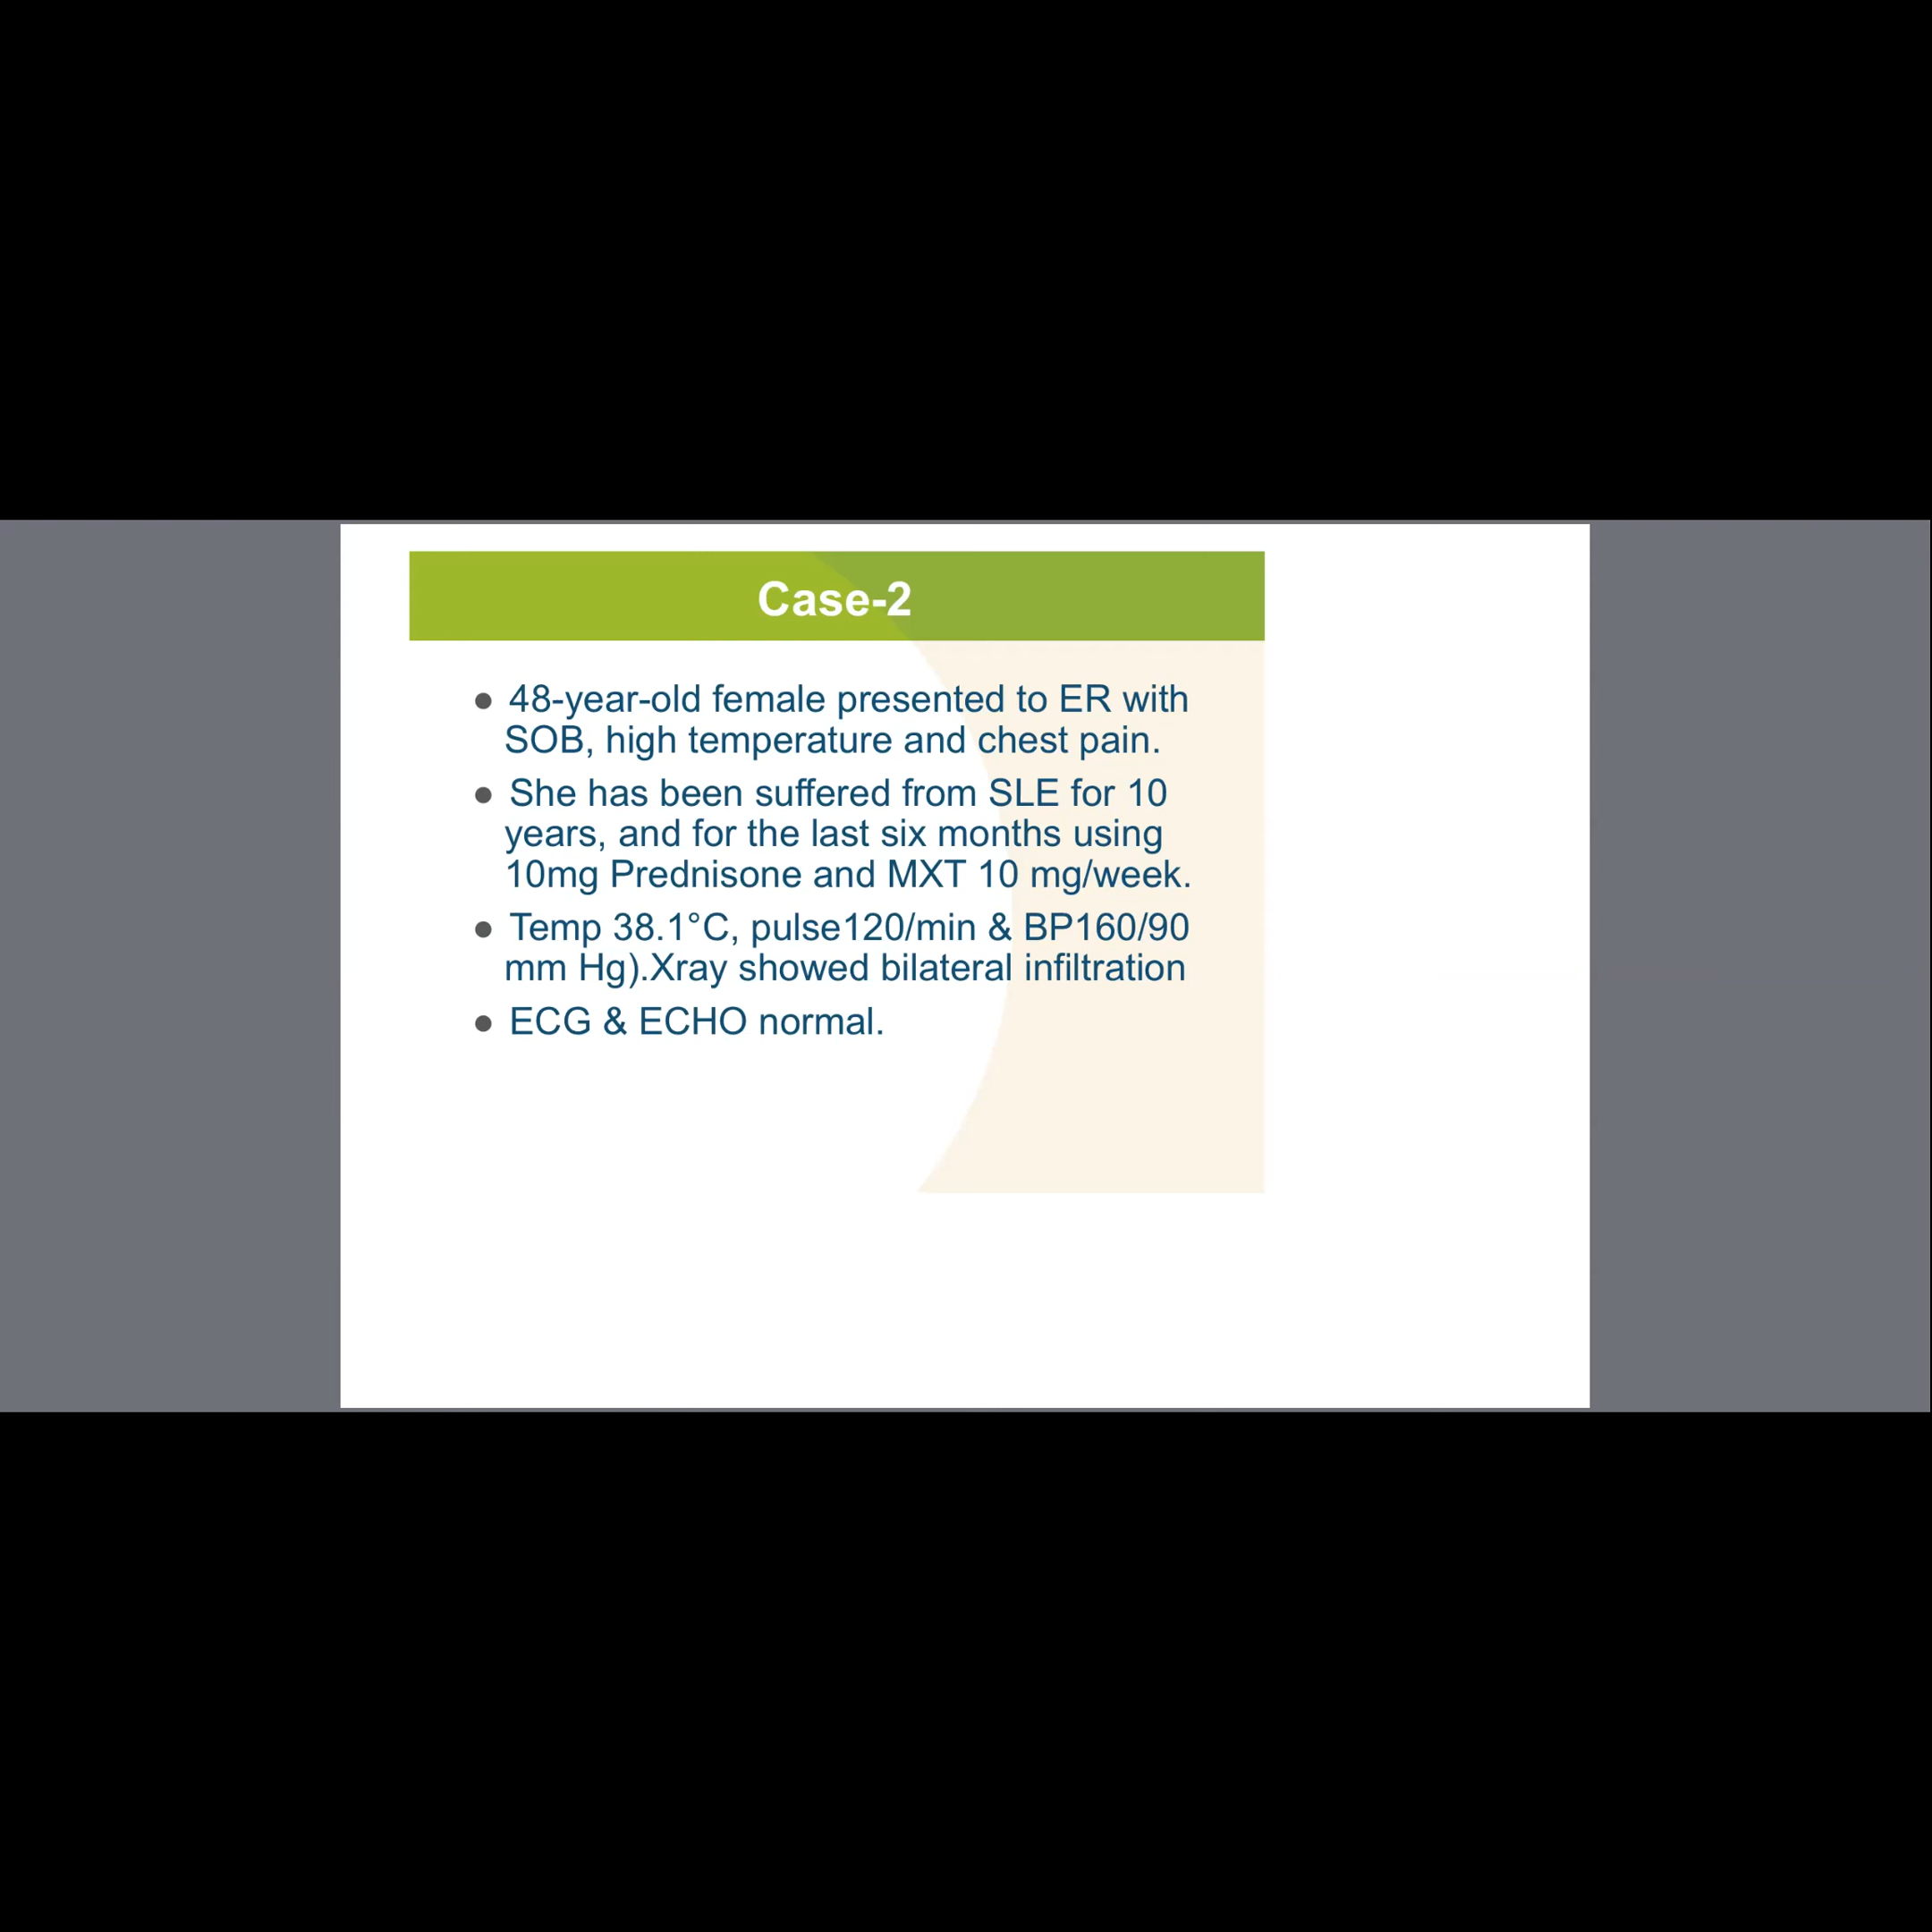 Case-2
● 48-year-old female presented to ER with
SOB, high temperature and chest pain.
● She has been suffered from SLE for 10
years, and for the last six months using
10mg Prednisone and MXT 10 mg/week.
● Temp 38.1°C, pulse120/min & BP160/90
mm Hg).Xray showed bilateral infiltration
● ECG & ECHO normal.